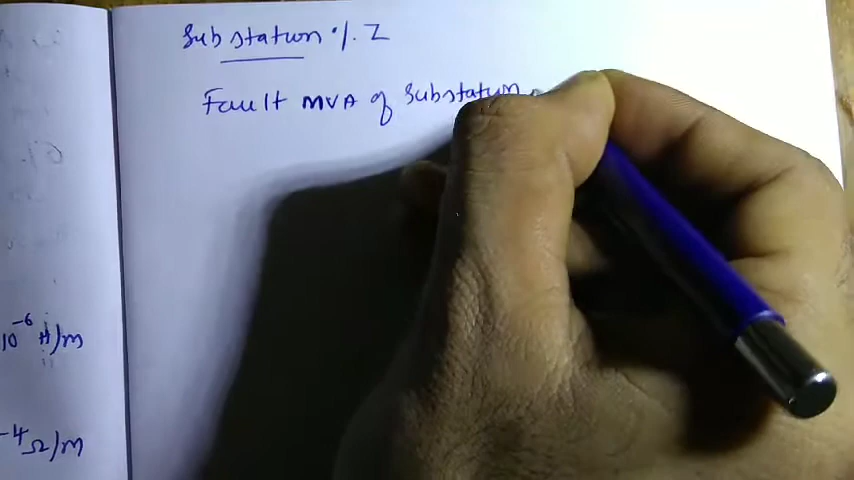 Substation %. Z
Fault MVA of Substation
10⁻⁶ H/m
⁻⁴ Ω/m